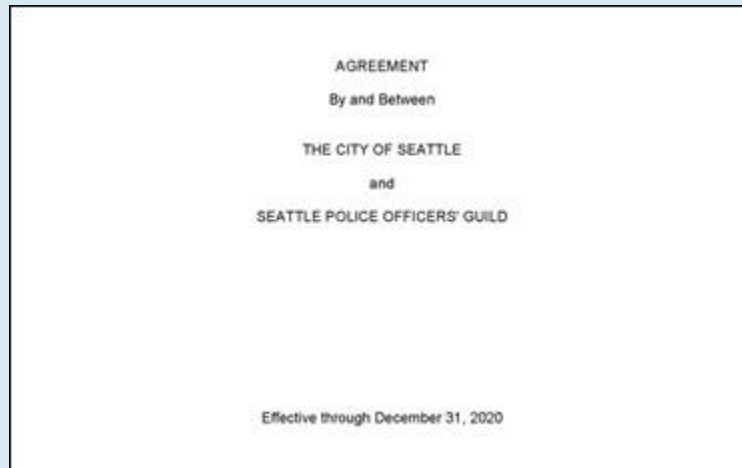 AGREEMENT
By and Between
THE CITY OF SEATTLE
and
SEATTLE POLICE OFFICERS' GUILD
Effective through December 31, 2020